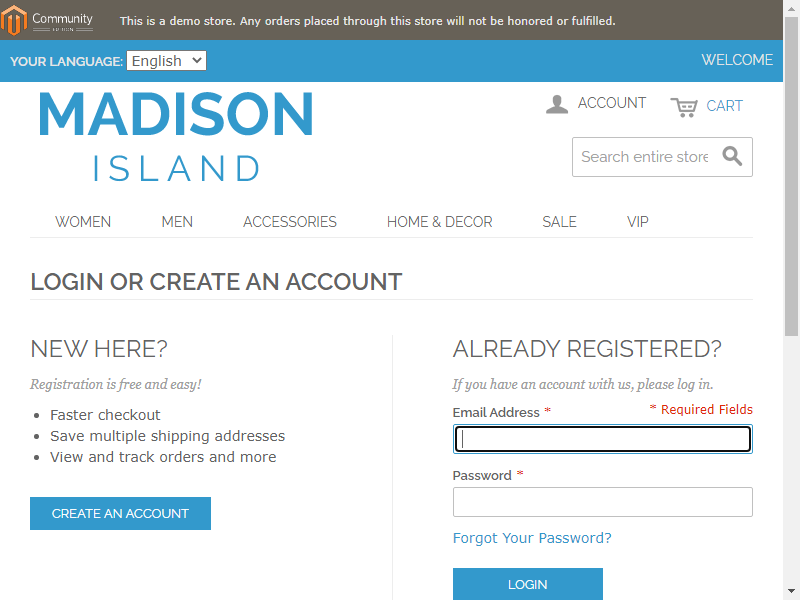 Community
EDITION
This is a demo store. Any orders placed through this store will not be honored or fulfilled.
YOUR LANGUAGE: English
WELCOME
MADISON
ISLAND
ACCOUNT
CART
Search entire store
WOMEN MEN ACCESSORIES HOME & DECOR SALE VIP
LOGIN OR CREATE AN ACCOUNT
NEW HERE?
Registration is free and easy!
Faster checkout
Save multiple shipping addresses
View and track orders and more
CREATE AN ACCOUNT
ALREADY REGISTERED?
If you have an account with us, please log in.
* Required Fields
Email Address *
Password *
Forgot Your Password?
LOGIN